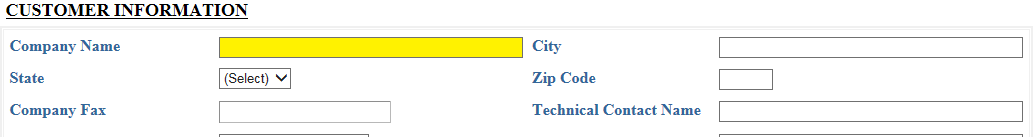 CUSTOMER INFORMATION
Company Name City
State (Select) Zip Code
Company Fax Technical Contact Name